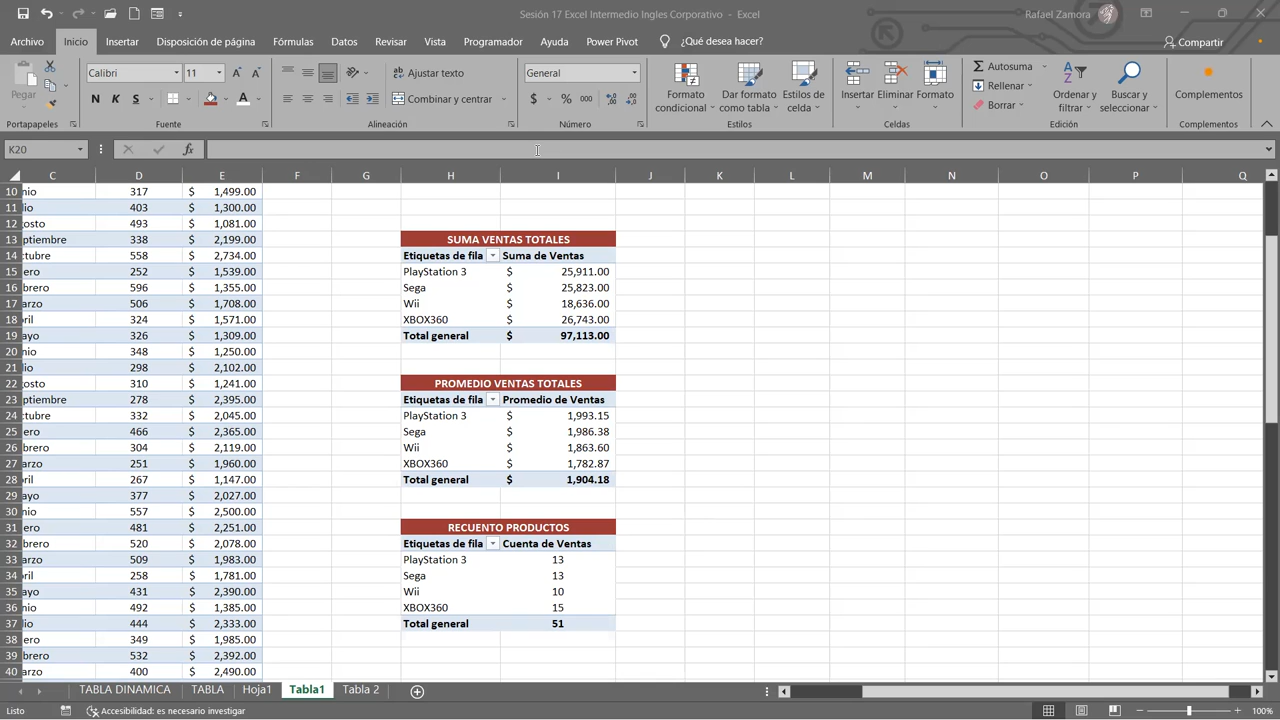 Sesión 17 Excel Intermedio Ingles Corporativo - Excel
Rafael Zamora
Archivo Inicio Insertar Disposición de página Fórmulas Datos Revisar Vista Programador Ayuda Power Pivot ¿Qué desea hacer? Compartir
Pegar
Portapapeles
Calibri 11
N K S A
Fuente
Ajustar texto
Combinar y centrar
Alineación
General
$ % 000
Número
Formato condicional
Dar formato como tabla
Estilos de celda
Estilos
Insertar Eliminar Formato
Celdas
Autosuma
Rellenar
Borrar
Ordenar y filtrar
Buscar y seleccionar
Edición
Complementos
Complementos
K20 fx
C D E F G H I J K L M N O P Q
10 nio 317 $ 1,499.00
11 lio 403 $ 1,300.00
12 osto 493 $ 1,081.00
13 ptiembre 338 $ 2,199.00 SUMA VENTAS TOTALES
14 ctubre 558 $ 2,734.00 Etiquetas de fila Suma de Ventas
15 ero 252 $ 1,539.00 PlayStation 3 $ 25,911.00
16 brero 596 $ 1,355.00 Sega $ 25,823.00
17 arzo 506 $ 1,708.00 Wii $ 18,636.00
18 ril 324 $ 1,571.00 XBOX360 $ 26,743.00
19 ayo 326 $ 1,309.00 Total general $ 97,113.00
20 nio 348 $ 1,250.00
21 lio 298 $ 2,102.00
22 osto 310 $ 1,241.00 PROMEDIO VENTAS TOTALES
23 ptiembre 278 $ 2,395.00 Etiquetas de fila Promedio de Ventas
24 ctubre 332 $ 2,045.00 PlayStation 3 $ 1,993.15
25 ero 466 $ 2,365.00 Sega $ 1,986.38
26 brero 304 $ 2,119.00 Wii $ 1,863.60
27 arzo 251 $ 1,960.00 XBOX360 $ 1,782.87
28 ril 267 $ 1,147.00 Total general $ 1,904.18
29 ayo 377 $ 2,027.00
30 nio 557 $ 2,500.00
31 ero 481 $ 2,251.00 RECUENTO PRODUCTOS
32 brero 520 $ 2,078.00 Etiquetas de fila Cuenta de Ventas
33 arzo 509 $ 1,983.00 PlayStation 3 13
34 ril 258 $ 1,781.00 Sega 13
35 ayo 431 $ 2,390.00 Wii 10
36 nio 492 $ 1,385.00 XBOX360 15
37 lio 444 $ 2,333.00 Total general 51
38 ero 349 $ 1,985.00
39 brero 532 $ 2,392.00
40 arzo 400 $ 2,490.00
TABLA DINAMICA TABLA Hoja1 Tabla1 Tabla 2
Listo Accesibilidad: es necesario investigar 100%